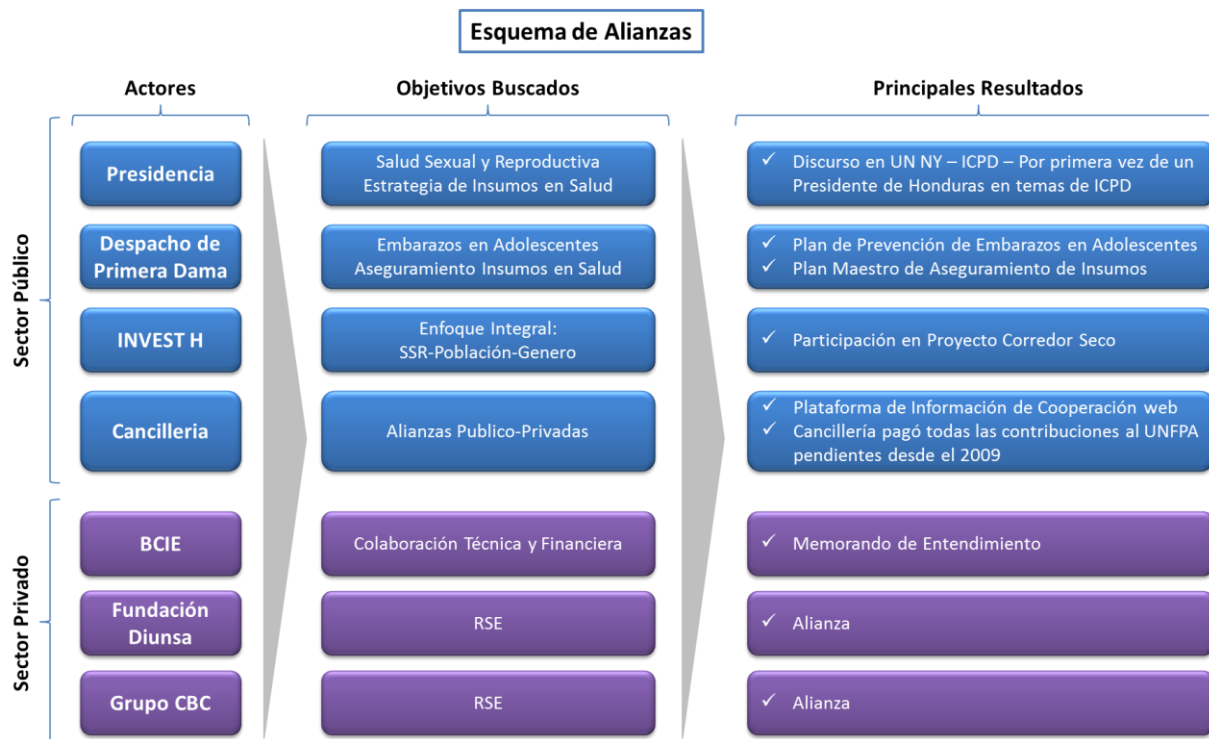 Esquema de Alianzas
Actores
Objetivos Buscados
Principales Resultados
Sector Público
Presidencia
Salud Sexual y Reproductiva
Estrategia de Insumos en Salud
✓ Discurso en UN NY – ICPD – Por primera vez de un
Presidente de Honduras en temas de ICPD
Despacho de
Primera Dama
Embarazos en Adolescentes
Aseguramiento Insumos en Salud
✓ Plan de Prevención de Embarazos en Adolescentes
✓ Plan Maestro de Aseguramiento de Insumos
INVEST H
Enfoque Integral:
SSR-Población-Genero
✓ Participación en Proyecto Corredor Seco
Cancilleria
Alianzas Publico-Privadas
✓ Plataforma de Información de Cooperación web
✓ Cancillería pagó todas las contribuciones al UNFPA
pendientes desde el 2009
Sector Privado
BCIE
Colaboración Técnica y Financiera
✓ Memorando de Entendimiento
Fundación
Diunsa
RSE
✓ Alianza
Grupo CBC
RSE
✓ Alianza